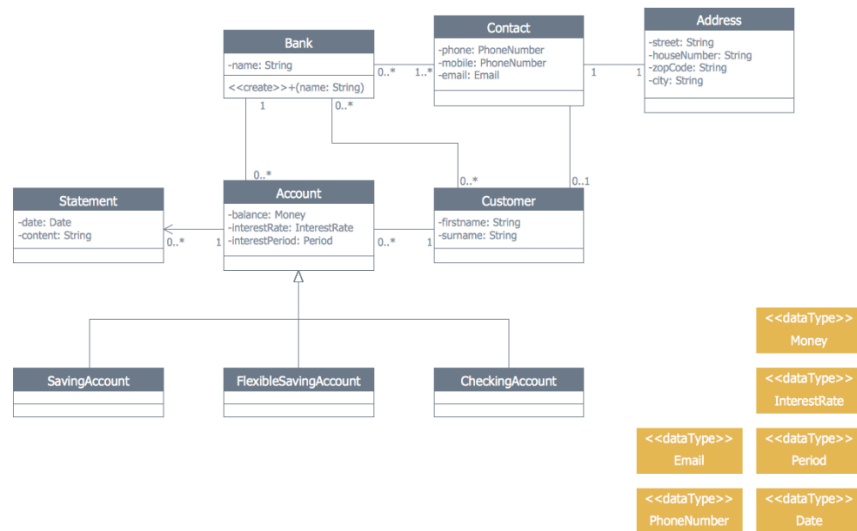 Bank
-name: String
<<create>>+(name: String)
Contact
-phone: PhoneNumber
-mobile: PhoneNumber
-email: Email
Address
-street: String
-houseNumber: String
-zopCode: String
-city: String
0..*
1..*
1
1
1
0..*
0..*
0..*
0..1
Statement
-date: Date
-content: String
0..*
1
Account
-balance: Money
-interestRate: InterestRate
-interestPeriod: Period
0..*
1
Customer
-firstname: String
-surname: String
SavingAccount
FlexibleSavingAccount
CheckingAccount
<<dataType>>
Money
<<dataType>>
InterestRate
<<dataType>>
Email
<<dataType>>
Period
<<dataType>>
PhoneNumber
<<dataType>>
Date